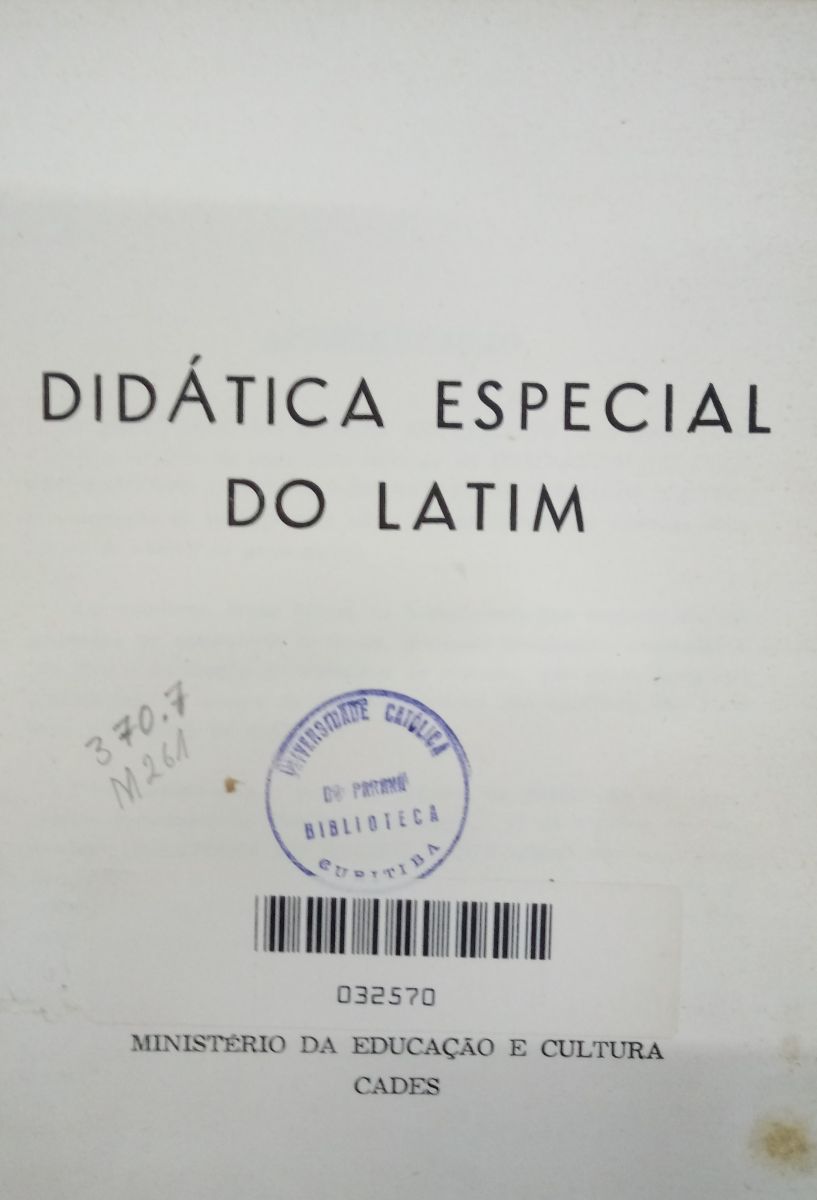 DIDÁTICA ESPECIAL
DO LATIM
370.7
M261
UNIVERSIDADE CATÓLICA
DO PARANÁ
BIBLIOTECA
CURITIBA
032570
MINISTÉRIO DA EDUCAÇÃO E CULTURA
CADES